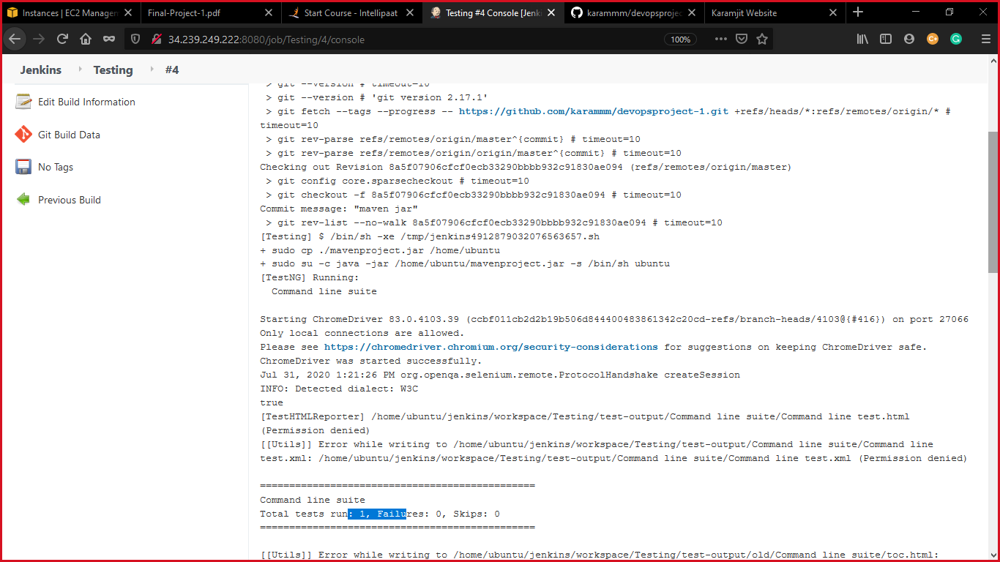 Instances | EC2 Managem
Final-Project-1.pdf
Start Course - Intellipaat
Testing #4 Console [Jenki
karammm/devopsprojec
Karamjit Website
34.239.249.222:8080/job/Testing/4/console
100%
Jenkins
Testing
#4
Edit Build Information
Git Build Data
No Tags
Previous Build
> git --version # timeout=10
> git --version # 'git version 2.17.1'
> git fetch --tags --progress -- https://github.com/karammm/devopsproject-1.git +refs/heads/*:refs/remotes/origin/* #
timeout=10
> git rev-parse refs/remotes/origin/master^{commit} # timeout=10
> git rev-parse refs/remotes/origin/origin/master^{commit} # timeout=10
Checking out Revision 8a5f07906cfcf0ecb33290bbbb932c91830ae094 (refs/remotes/origin/master)
> git config core.sparsecheckout # timeout=10
> git checkout -f 8a5f07906cfcf0ecb33290bbbb932c91830ae094 # timeout=10
Commit message: "maven jar"
> git rev-list --no-walk 8a5f07906cfcf0ecb33290bbbb932c91830ae094 # timeout=10
[Testing] $ /bin/sh -xe /tmp/jenkins4912879032076563657.sh
+ sudo cp ./mavenproject.jar /home/ubuntu
+ sudo su -c java -jar /home/ubuntu/mavenproject.jar -s /bin/sh ubuntu
[TestNG] Running:
Command line suite
Starting ChromeDriver 83.0.4103.39 (ccbf011cb2d2b19b506d844400483861342c20cd-refs/branch-heads/4103@{#416}) on port 27066
Only local connections are allowed.
Please see https://chromedriver.chromium.org/security-considerations for suggestions on keeping ChromeDriver safe.
ChromeDriver was started successfully.
Jul 31, 2020 1:21:26 PM org.openqa.selenium.remote.ProtocolHandshake createSession
INFO: Detected dialect: W3C
true
[TestHTMLReporter] /home/ubuntu/jenkins/workspace/Testing/test-output/Command line suite/Command line test.html
(Permission denied)
[[Utils]] Error while writing to /home/ubuntu/jenkins/workspace/Testing/test-output/Command line suite/Command line
test.xml: /home/ubuntu/jenkins/workspace/Testing/test-output/Command line suite/Command line test.xml (Permission denied)
===============================================
Command line suite
Total tests run: 1, Failures: 0, Skips: 0
===============================================
[[Utils]] Error while writing to /home/ubuntu/jenkins/workspace/Testing/test-output/old/Command line suite/toc.html: